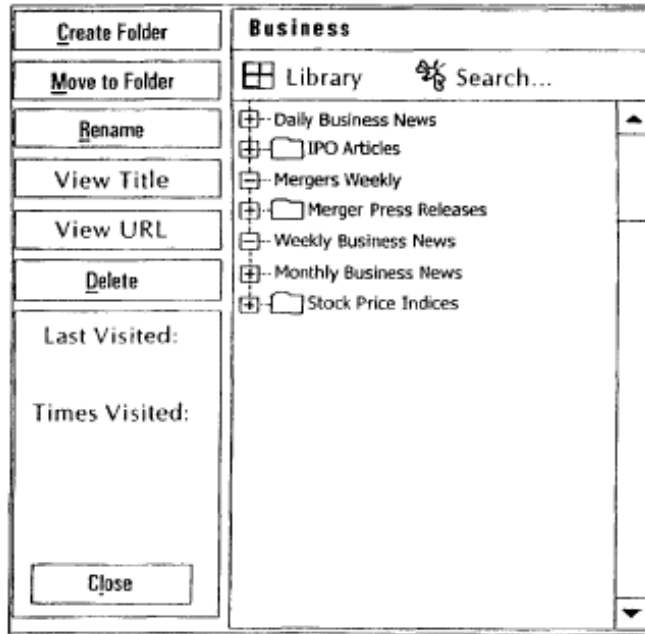 Create Folder
Move to Folder
Rename
View Title
View URL
Delete
Last Visited:
Times Visited:
Close
Business
Library Search...
Daily Business News
IPO Articles
Mergers Weekly
Merger Press Releases
Weekly Business News
Monthly Business News
Stock Price Indices